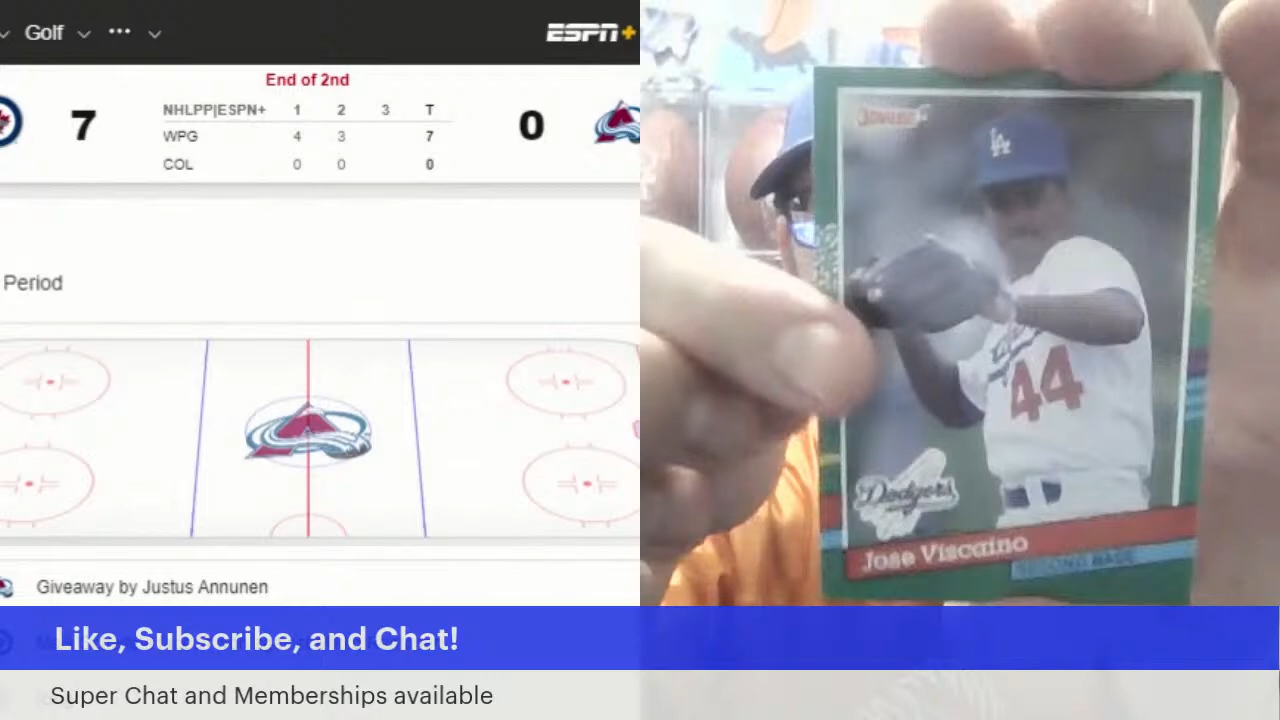 Golf
ESPN+
End of 2nd
7
NHLPP|ESPN+ 1 2 3 T
WPG 4 3 7
COL 0 0 0
0
Period
Giveaway by Justus Annunen
DONRUSS
LA
44
Dodgers
Jose Viscaino
SECOND BASE
Like, Subscribe, and Chat!
Super Chat and Memberships available